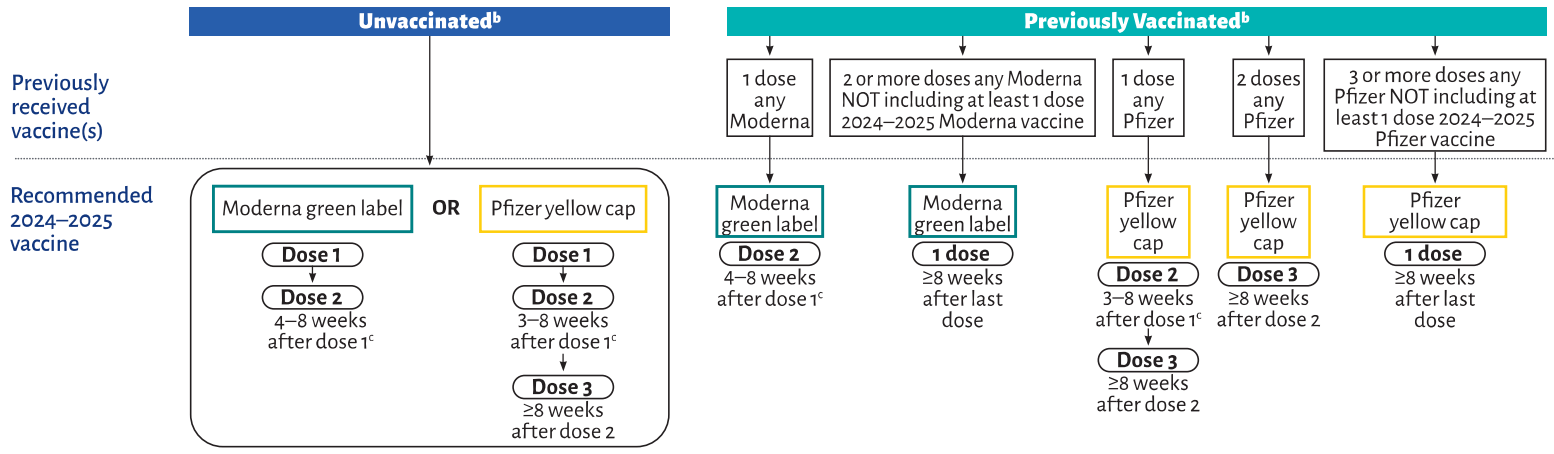 Unvaccinatedᵇ
Previously Vaccinatedᵇ
Previously
received
vaccine(s)
1 dose
any
Moderna
2 or more doses any Moderna
NOT including at least 1 dose
2024–2025 Moderna vaccine
1 dose
any
Pfizer
2 doses
any
Pfizer
3 or more doses any
Pfizer NOT including at
least 1 dose 2024–2025
Pfizer vaccine
Recommended
2024–2025
vaccine
Moderna green label
OR
Pfizer yellow cap
Dose 1
Dose 2
4–8 weeks
after dose 1ᶜ
Dose 1
Dose 2
3–8 weeks
after dose 1ᶜ
Dose 3
≥8 weeks
after dose 2
Moderna
green label
Dose 2
4–8 weeks
after dose 1ᶜ
Moderna
green label
1 dose
≥8 weeks
after last
dose
Pfizer
yellow
cap
Dose 2
3–8 weeks
after dose 1ᶜ
Dose 3
≥8 weeks
after dose 2
Pfizer
yellow
cap
Dose 3
≥8 weeks
after dose 2
Pfizer
yellow cap
1 dose
≥8 weeks
after last
dose